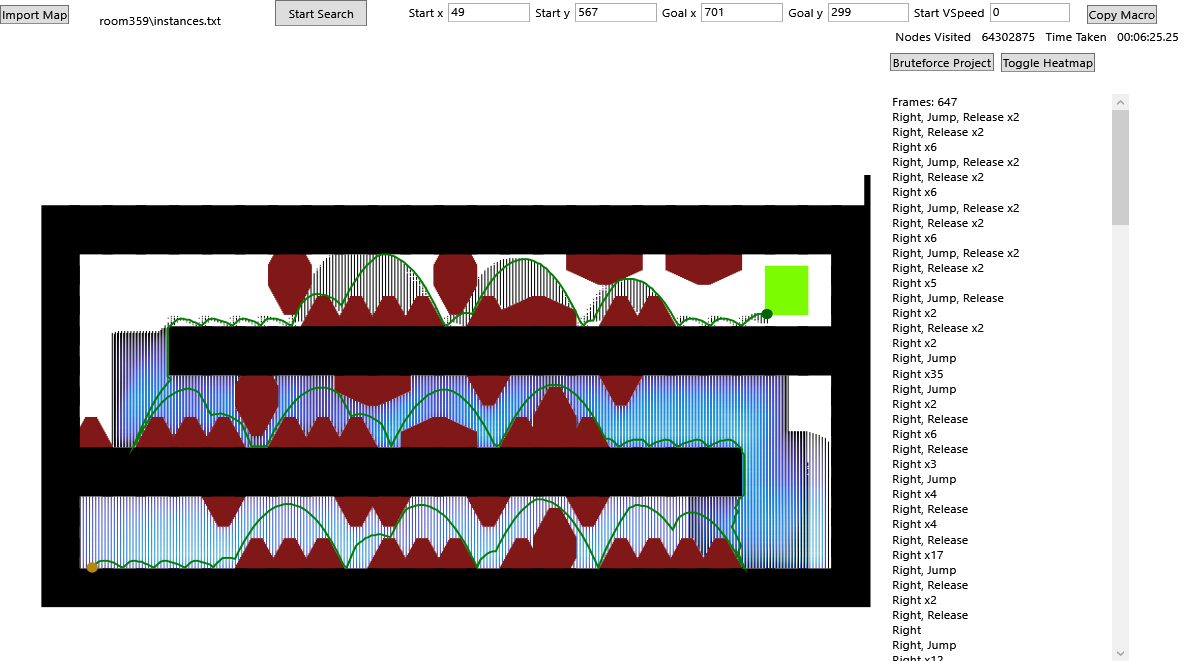 Import Map room359\instances.txt Start Search Start x 49 Start y 567 Goal x 701 Goal y 299 Start VSpeed 0 Copy Macro
Nodes Visited 64302875 Time Taken 00:06:25.25
Bruteforce Project Toggle Heatmap
Frames: 647
Right, Jump, Release x2
Right, Release x2
Right x6
Right, Jump, Release x2
Right, Release x2
Right x6
Right, Jump, Release x2
Right, Release x2
Right x6
Right, Jump, Release x2
Right, Release x2
Right x5
Right, Jump, Release
Right x2
Right, Release x2
Right x2
Right, Jump
Right x35
Right, Jump
Right x2
Right, Release
Right x6
Right, Release
Right x3
Right, Jump
Right x4
Right, Release
Right x4
Right, Release
Right x17
Right, Jump
Right, Release
Right x2
Right, Release
Right
Right, Jump
Right x12